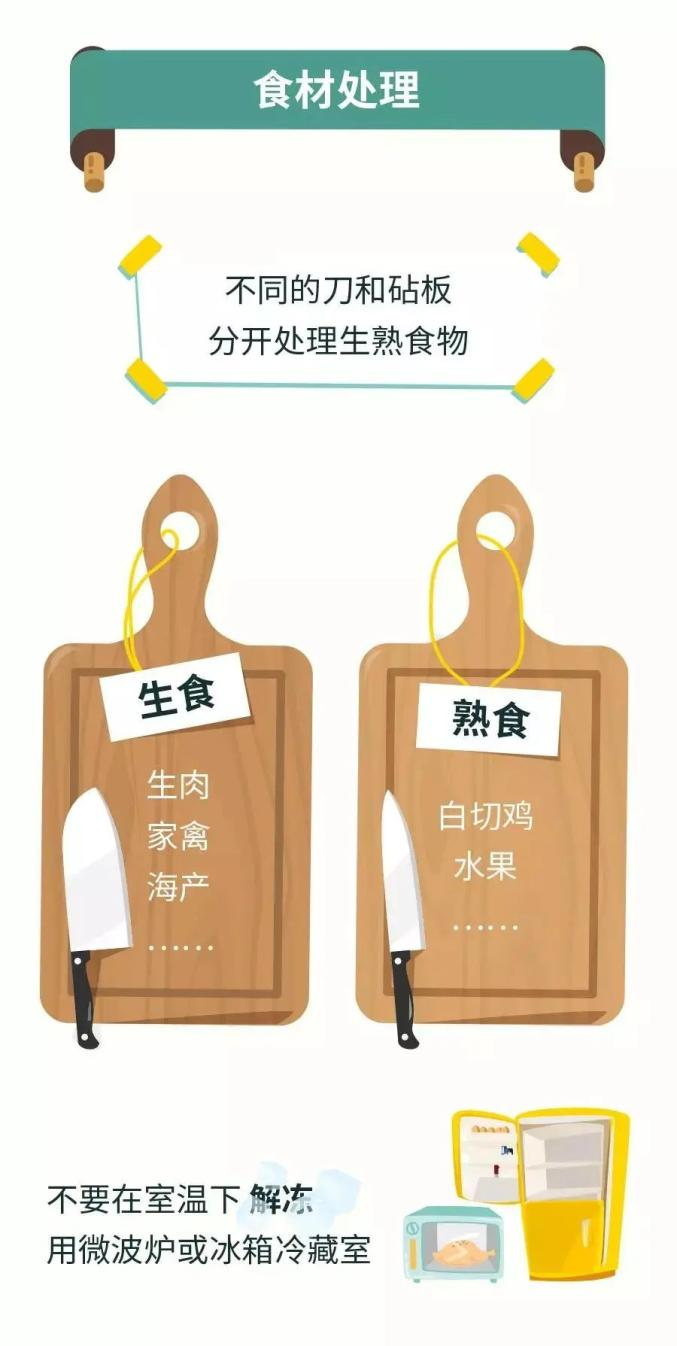 食材处理
不同的刀和砧板
分开处理生熟食物
生食
生肉
家禽
海产
……
熟食
白切鸡
水果
……
不要在室温下 解冻
用微波炉或冰箱冷藏室